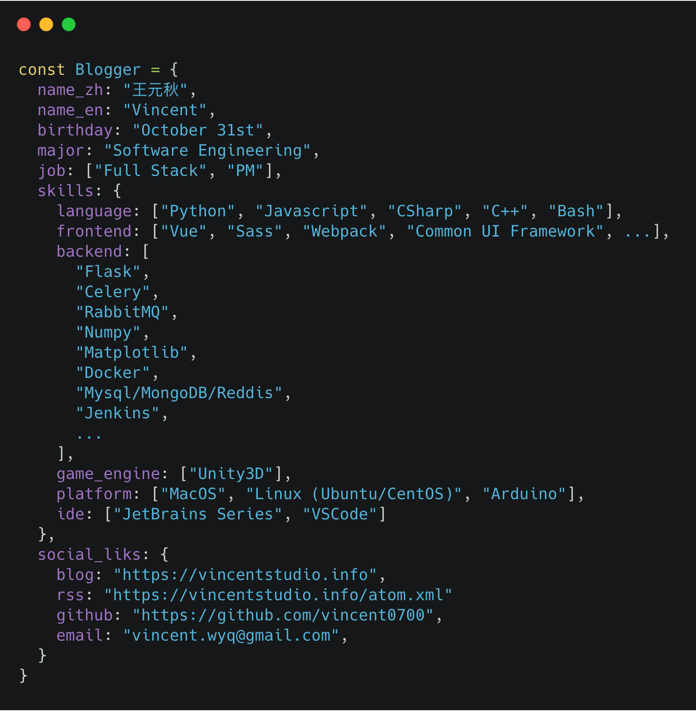 const Blogger = {
  name_zh: "王元秋",
  name_en: "Vincent",
  birthday: "October 31st",
  major: "Software Engineering",
  job: ["Full Stack", "PM"],
  skills: {
    language: ["Python", "Javascript", "CSharp", "C++", "Bash"],
    frontend: ["Vue", "Sass", "Webpack", "Common UI Framework", ...],
    backend: [
      "Flask",
      "Celery",
      "RabbitMQ",
      "Numpy",
      "Matplotlib",
      "Docker",
      "Mysql/MongoDB/Reddis",
      "Jenkins",
      ...
    ],
    game_engine: ["Unity3D"],
    platform: ["MacOS", "Linux (Ubuntu/CentOS)", "Arduino"],
    ide: ["JetBrains Series", "VSCode"]
  },
  social_liks: {
    blog: "https://vincentstudio.info",
    rss: "https://vincentstudio.info/atom.xml"
    github: "https://github.com/vincent0700",
    email: "vincent.wyq@gmail.com",
  }
}